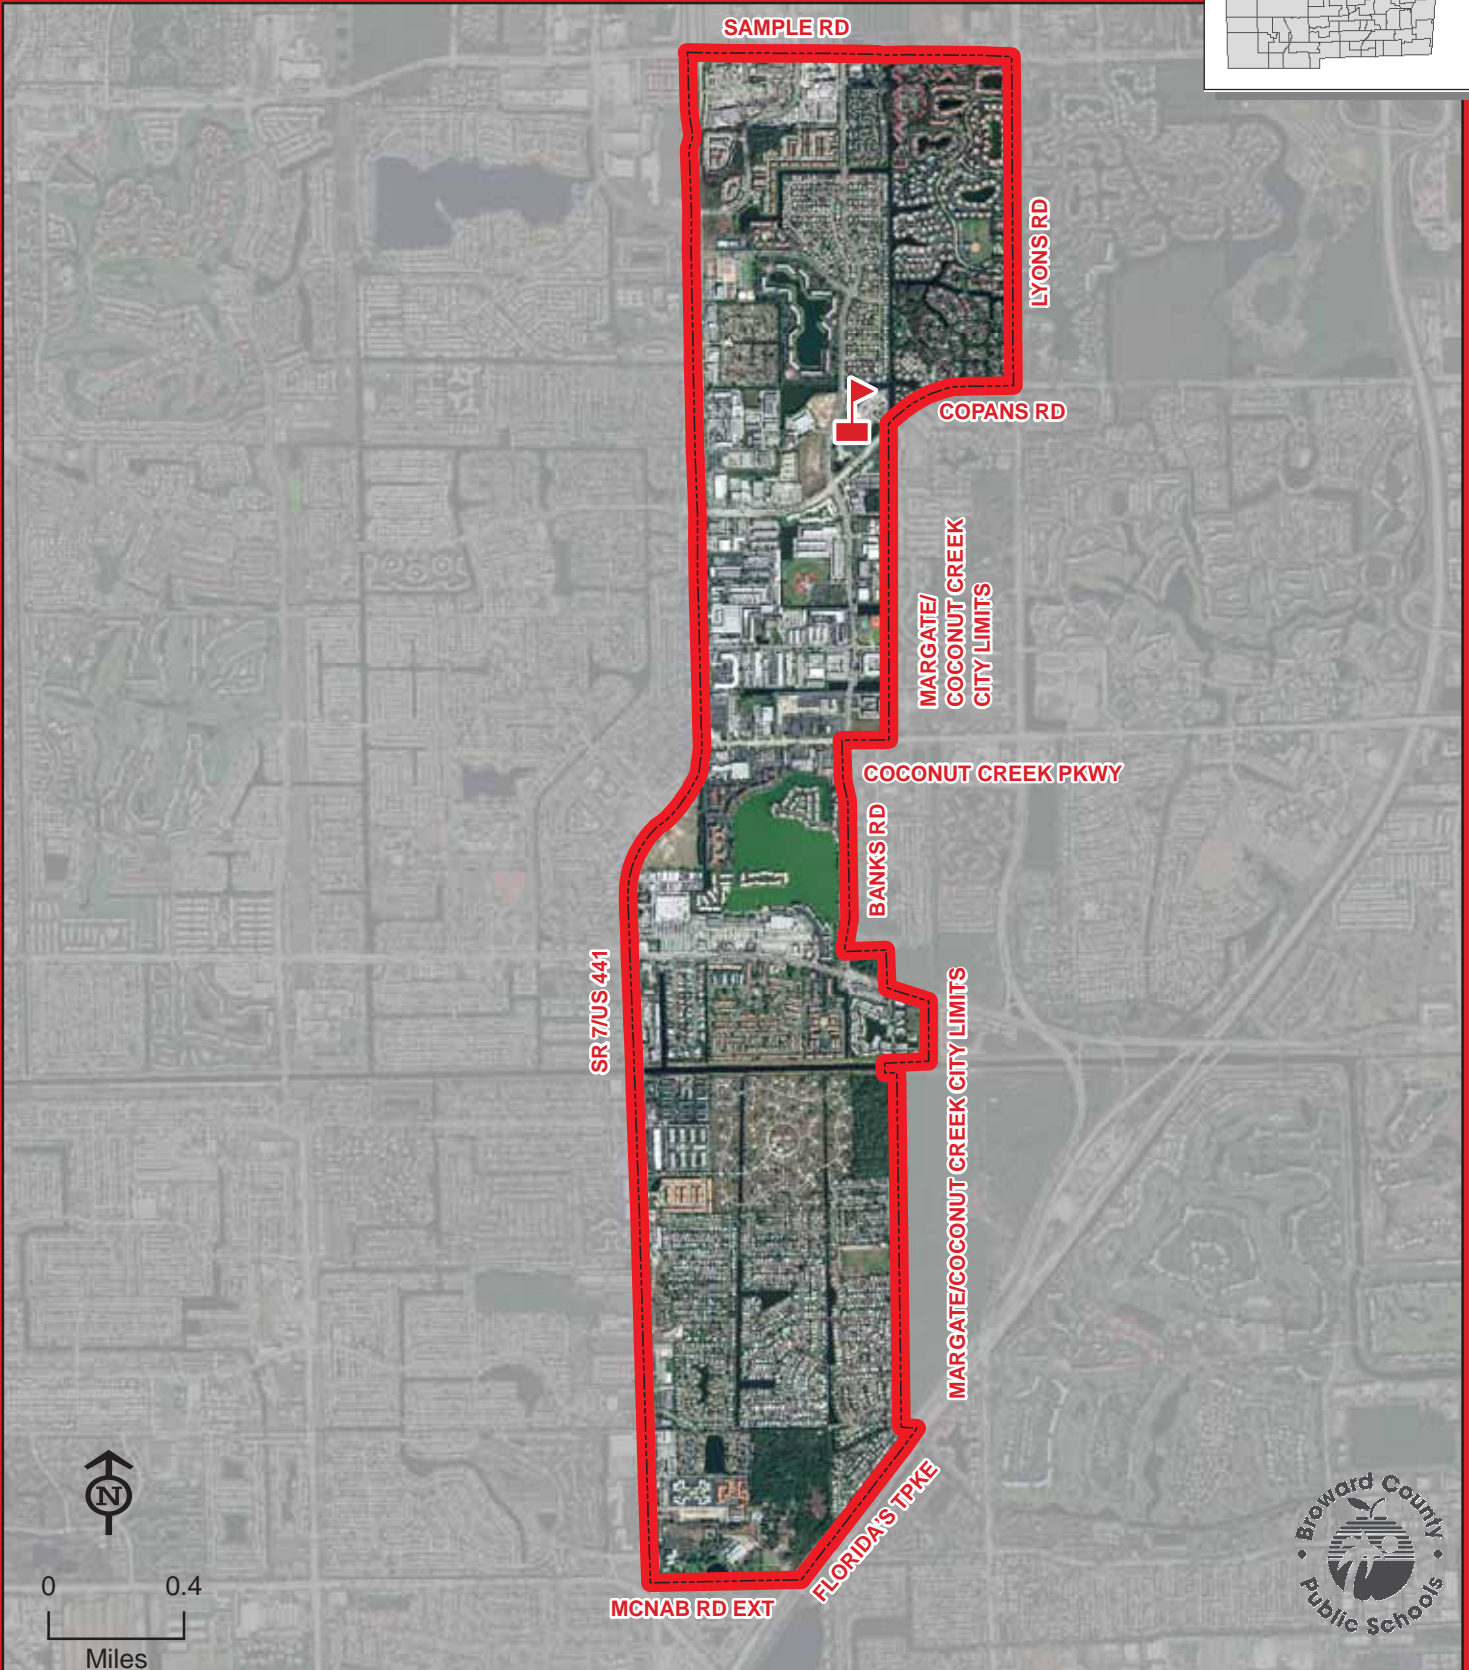 SAMPLE RD
LYONS RD
COPANS RD
MARGATE/
COCONUT CREEK
CITY LIMITS
COCONUT CREEK PKWY
BANKS RD
SR 7/US 441
MARGATE/COCONUT CREEK CITY LIMITS
FLORIDA'S TPKE
MCNAB RD EXT
N
0 0.4
Miles
Broward County
Public Schools